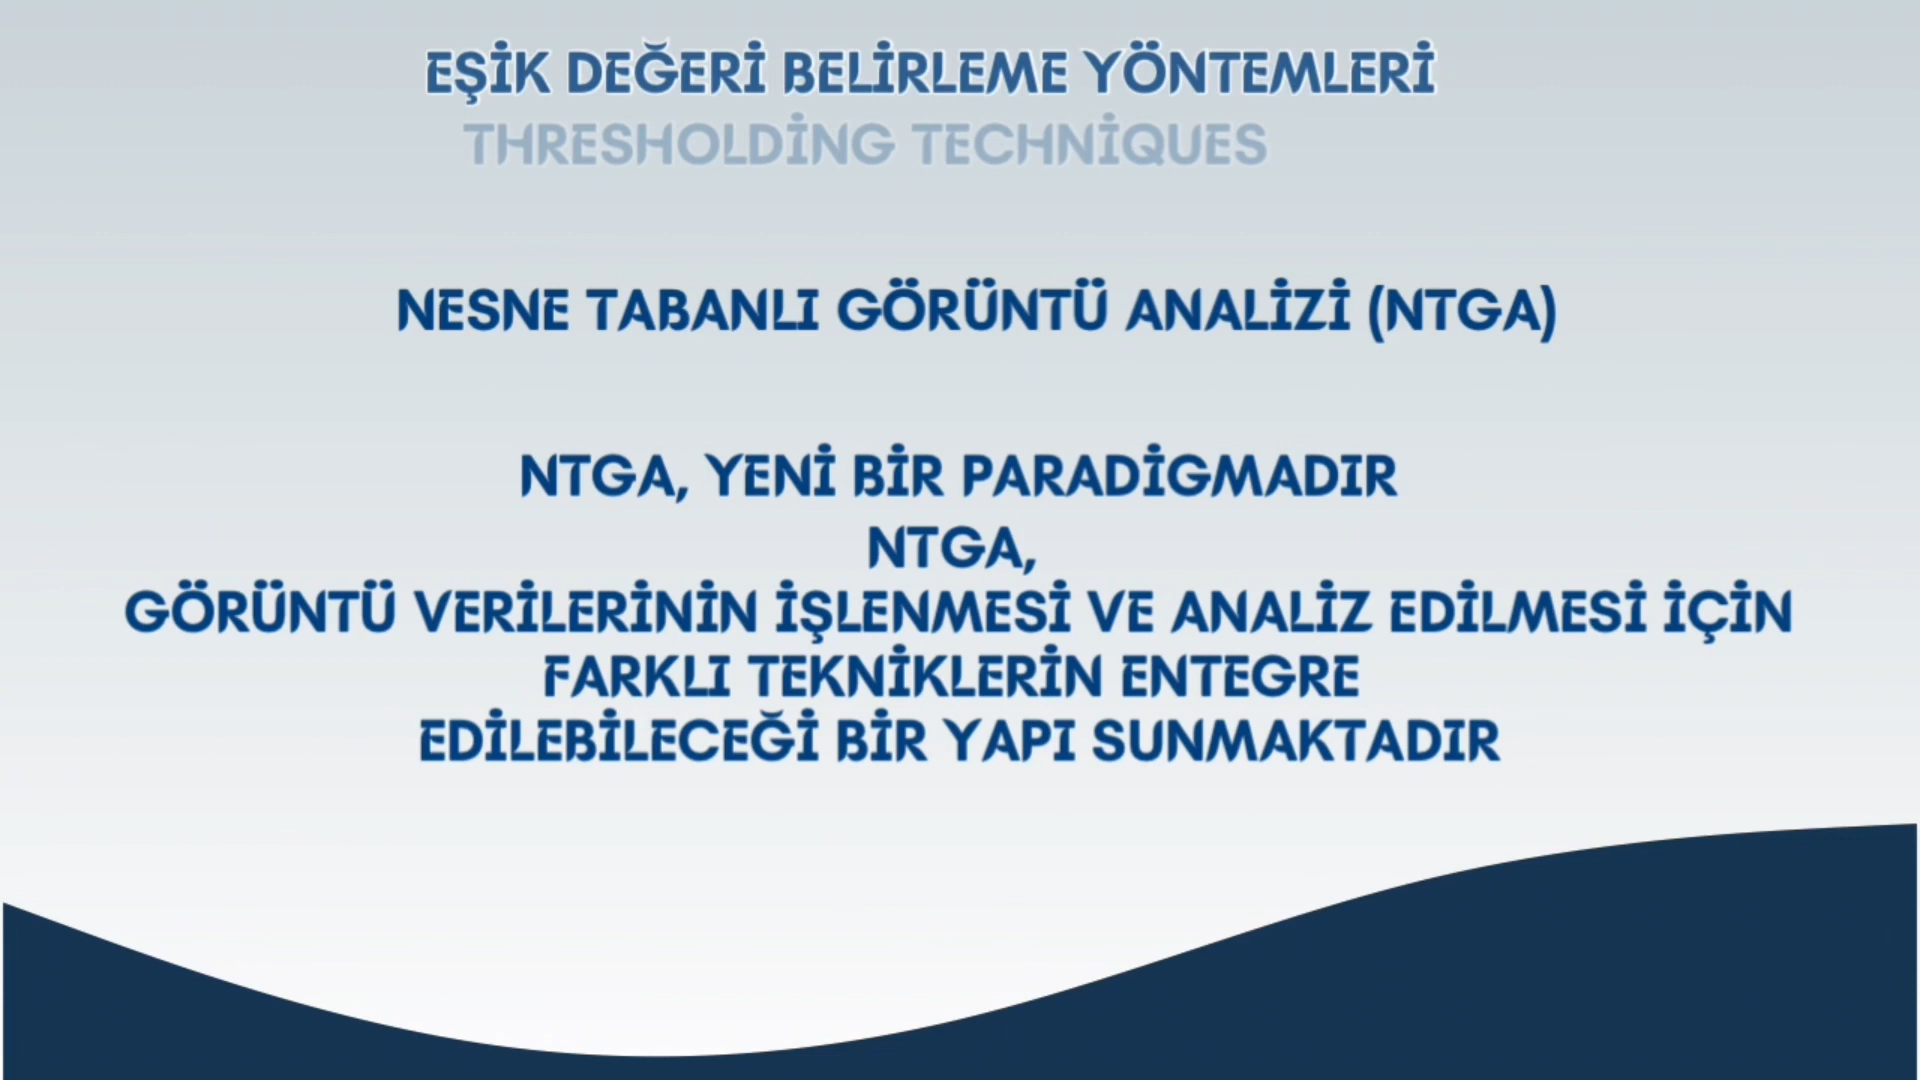 EŞİK DEĞERİ BELİRLEME YÖNTEMLERİ
THRESHOLDİNG TECHNİQUES
NESNE TABANLI GÖRÜNTÜ ANALİZİ (NTGA)
NTGA, YENİ BİR PARADİGMADIR
NTGA,
GÖRÜNTÜ VERİLERİNİN İŞLENMESİ VE ANALİZ EDİLMESİ İÇİN
FARKLI TEKNİKLERİN ENTEGRE
EDİLEBİLECEĞİ BİR YAPI SUNMAKTADIR